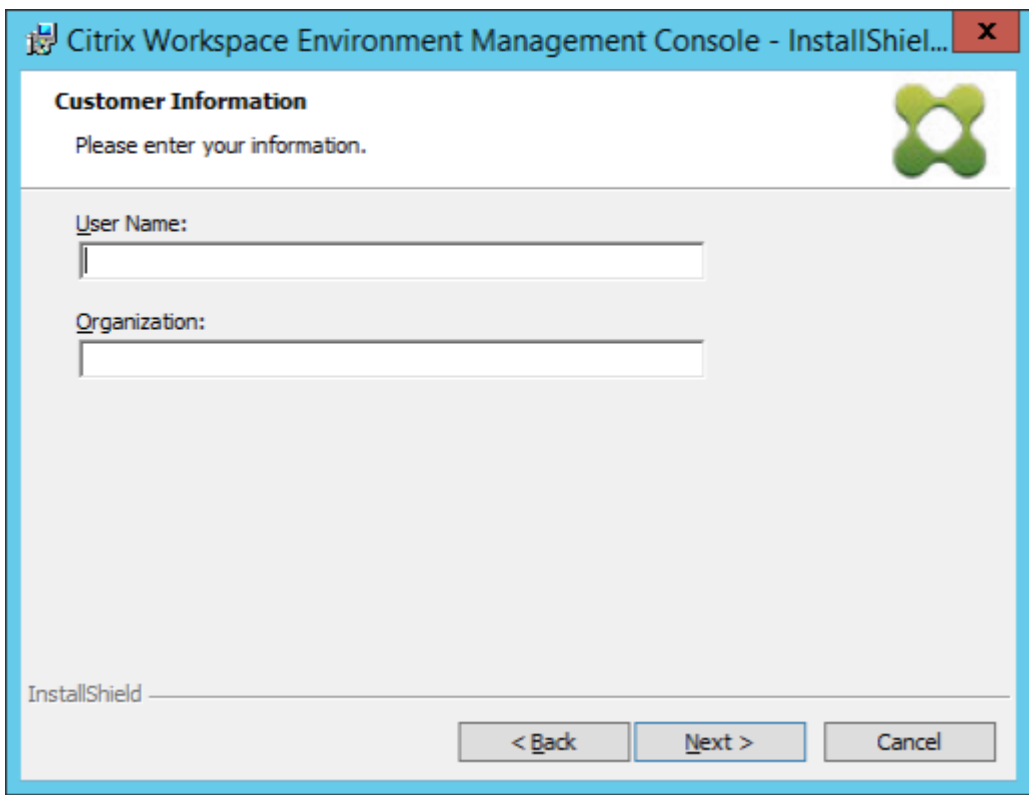 Citrix Workspace Environment Management Console - InstallShiel...
x
Customer Information
Please enter your information.
User Name:
Organization:
InstallShield
< Back
Next >
Cancel